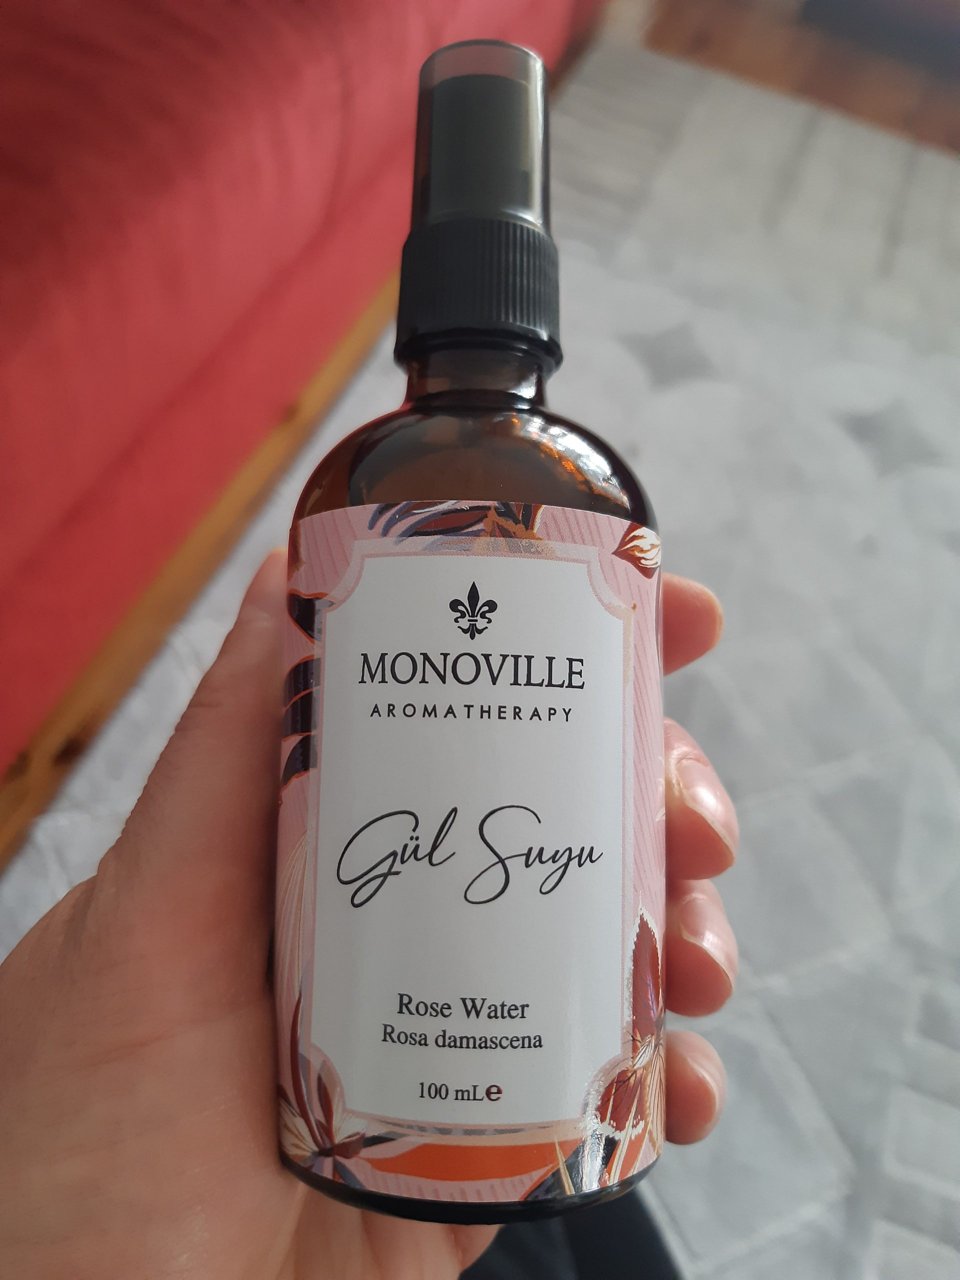 MONOVILLE
AROMATHERAPY
Gül Suyu
Rose Water
Rosa damascena
100 mL℮